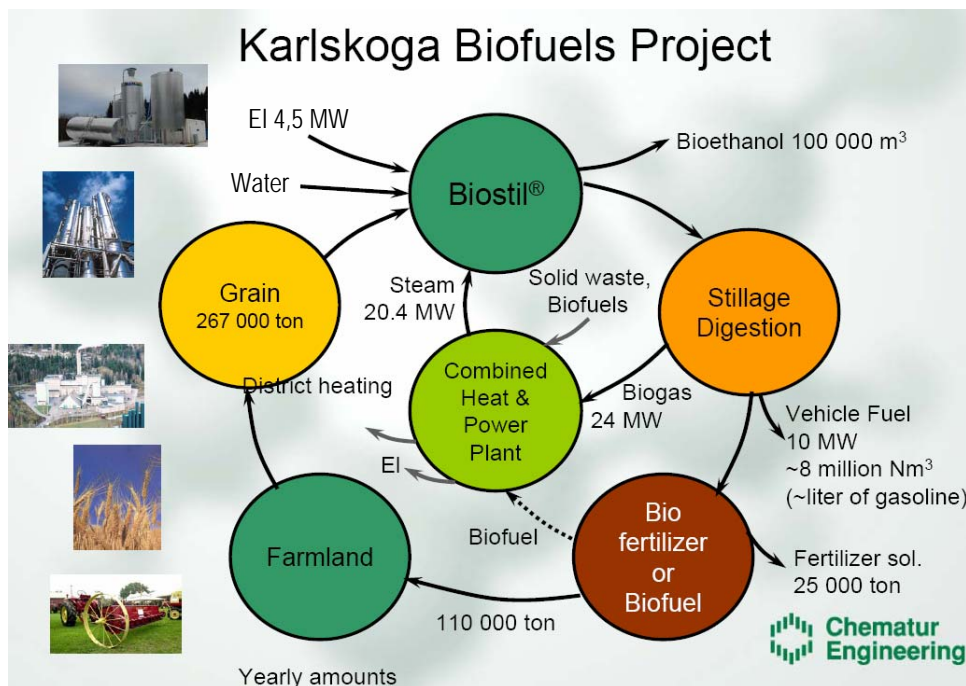 Karlskoga Biofuels Project
El 4,5 MW
Water
Biostil®
Bioethanol 100 000 m³
Grain
267 000 ton
Steam
20.4 MW
Solid waste,
Biofuels
Stillage
Digestion
District heating
Combined
Heat &
Power
Plant
Biogas
24 MW
El
Vehicle Fuel
10 MW
~8 million Nm³
(~liter of gasoline)
Farmland
Biofuel
Bio
fertilizer
or
Biofuel
Fertilizer sol.
25 000 ton
110 000 ton
Chematur
Engineering
Yearly amounts